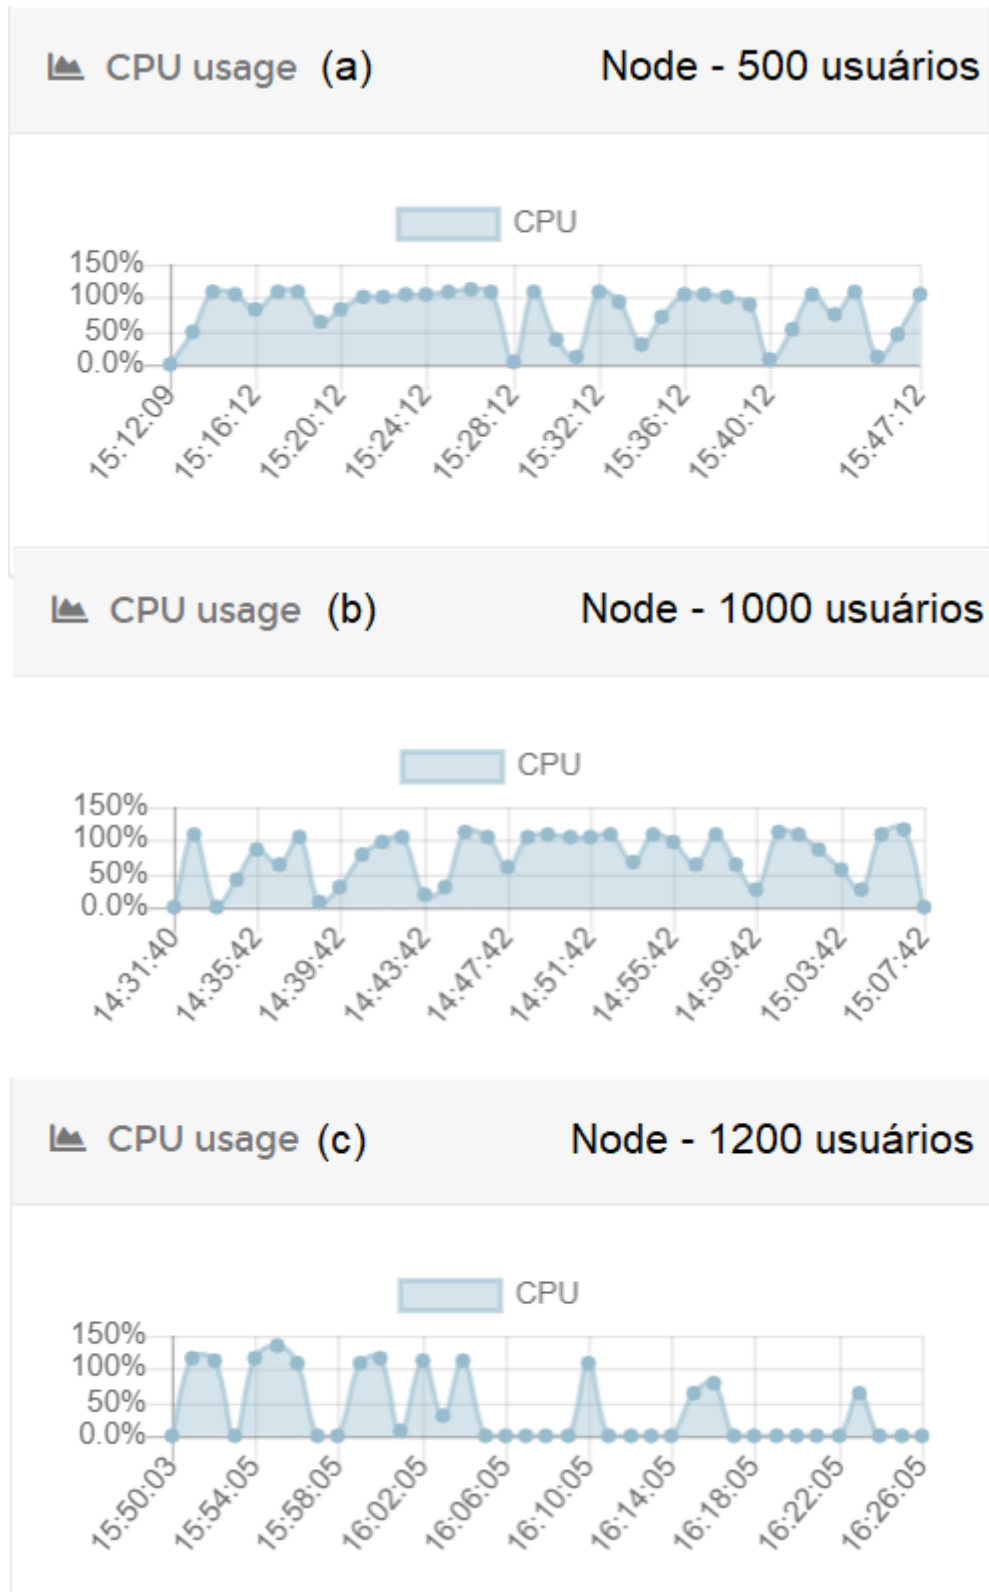 CPU usage (a) Node - 500 usuários
CPU
150%
100%
50%
0.0%
15:12:09 15:16:12 15:20:12 15:24:12 15:28:12 15:32:12 15:36:12 15:40:12 15:47:12
CPU usage (b) Node - 1000 usuários
CPU
150%
100%
50%
0.0%
14:31:40 14:35:42 14:39:42 14:43:42 14:47:42 14:51:42 14:55:42 14:59:42 15:03:42 15:07:42
CPU usage (c) Node - 1200 usuários
CPU
150%
100%
50%
0.0%
15:50:03 15:54:05 15:58:05 16:02:05 16:06:05 16:10:05 16:14:05 16:18:05 16:22:05 16:26:05